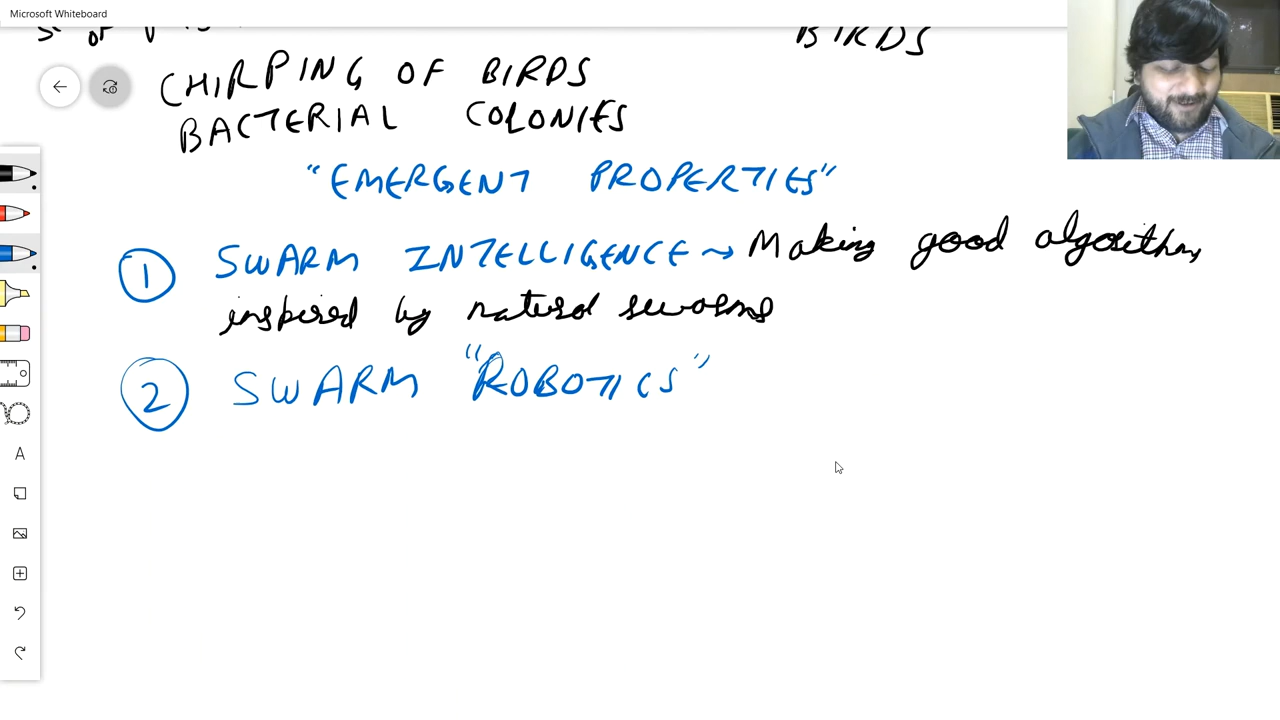 Microsoft Whiteboard
of
BIRDS
CHIRPING OF BIRDS
BACTERIAL COLONIES
"EMERGENT PROPERTIES"
1 SWARM INTELLIGENCE ~> Making good algorithms
inspired by natural swarms
2 SWARM "ROBOTICS"
A